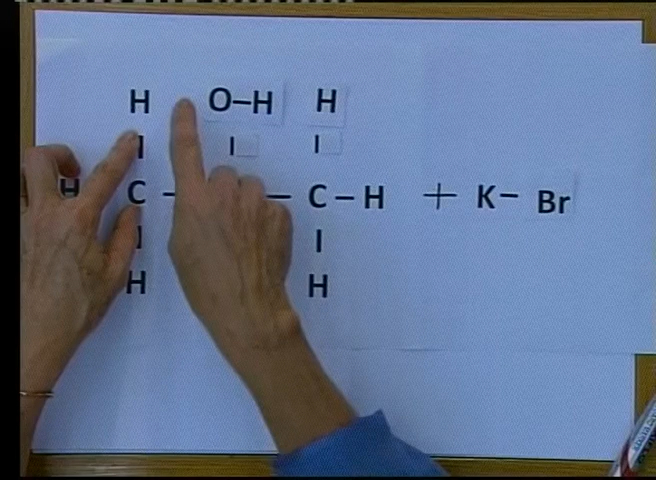 H O–H H
I I I
H C – – C – H + K – Br
I I
H H